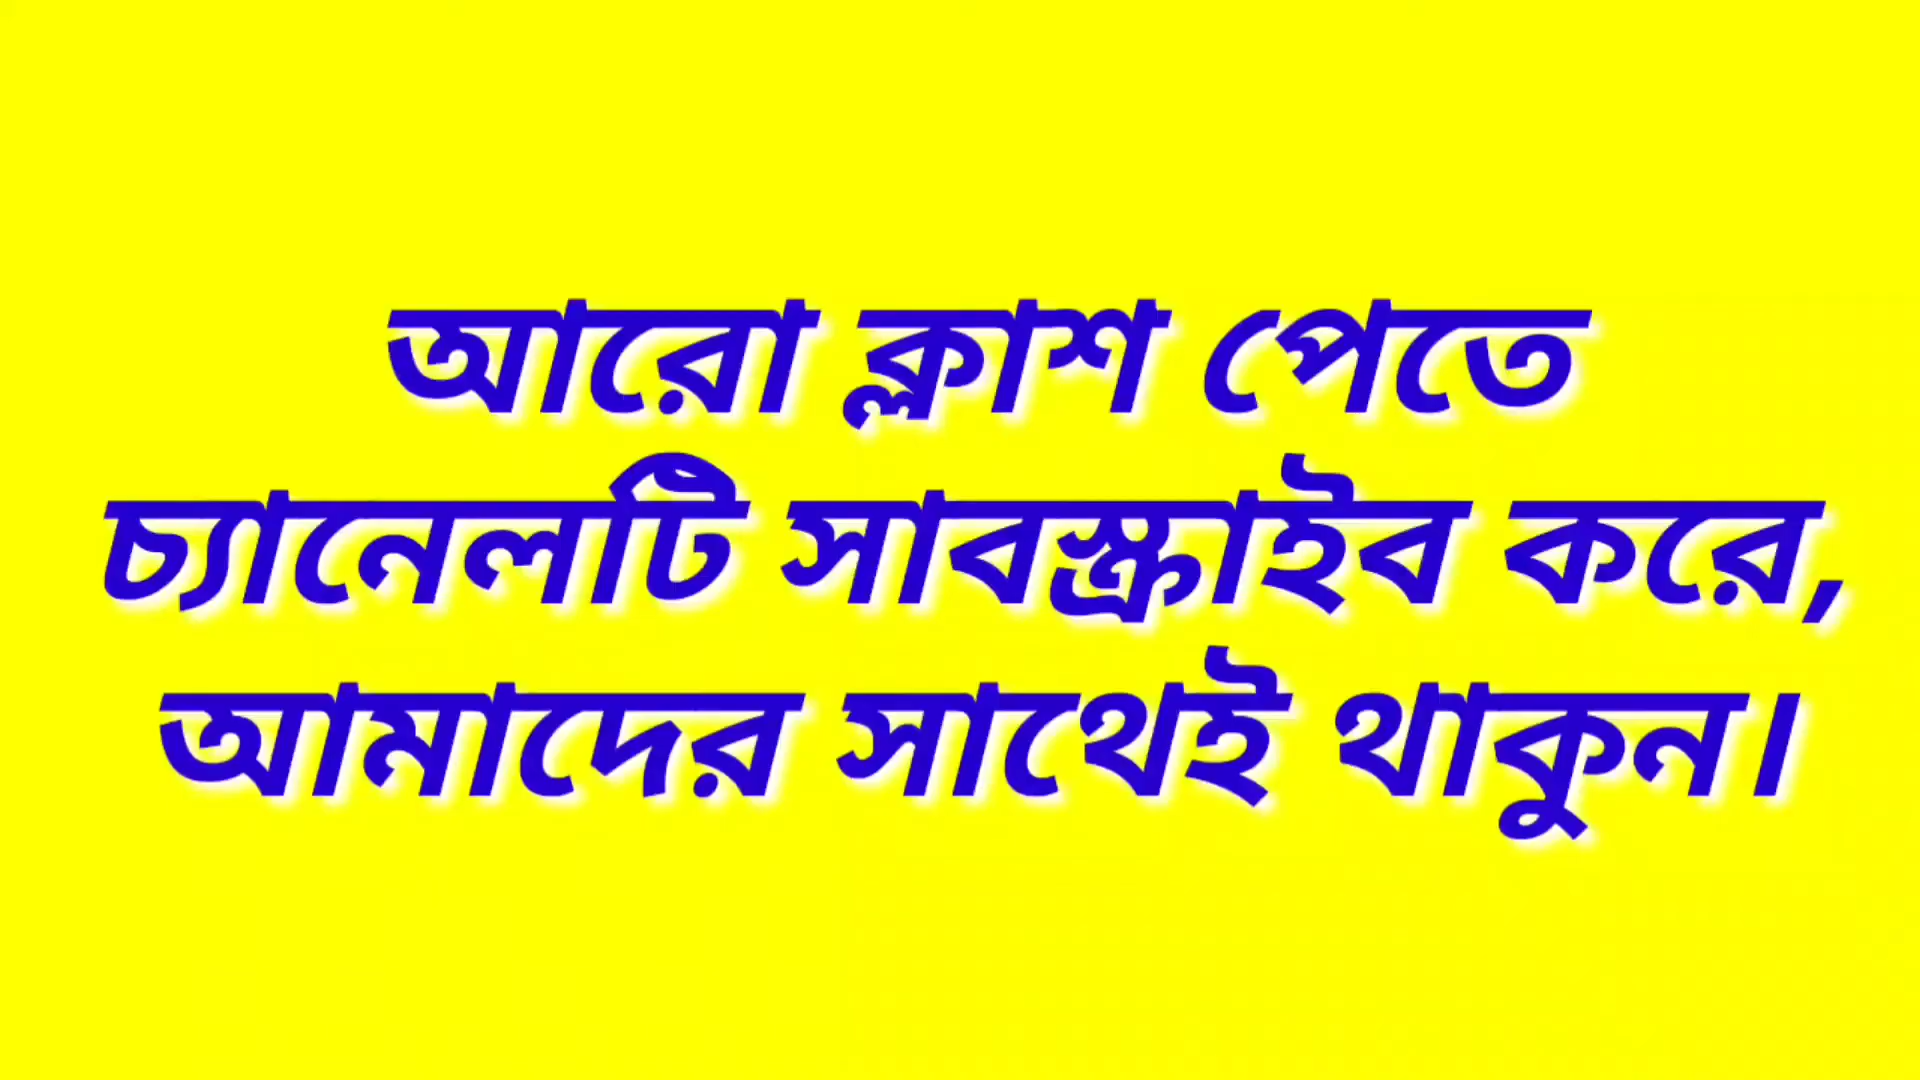 আরো ক্লাশ পেতে
চ্যানেলটি সাবস্ক্রাইব করে,
আমাদের সাথেই থাকুন।